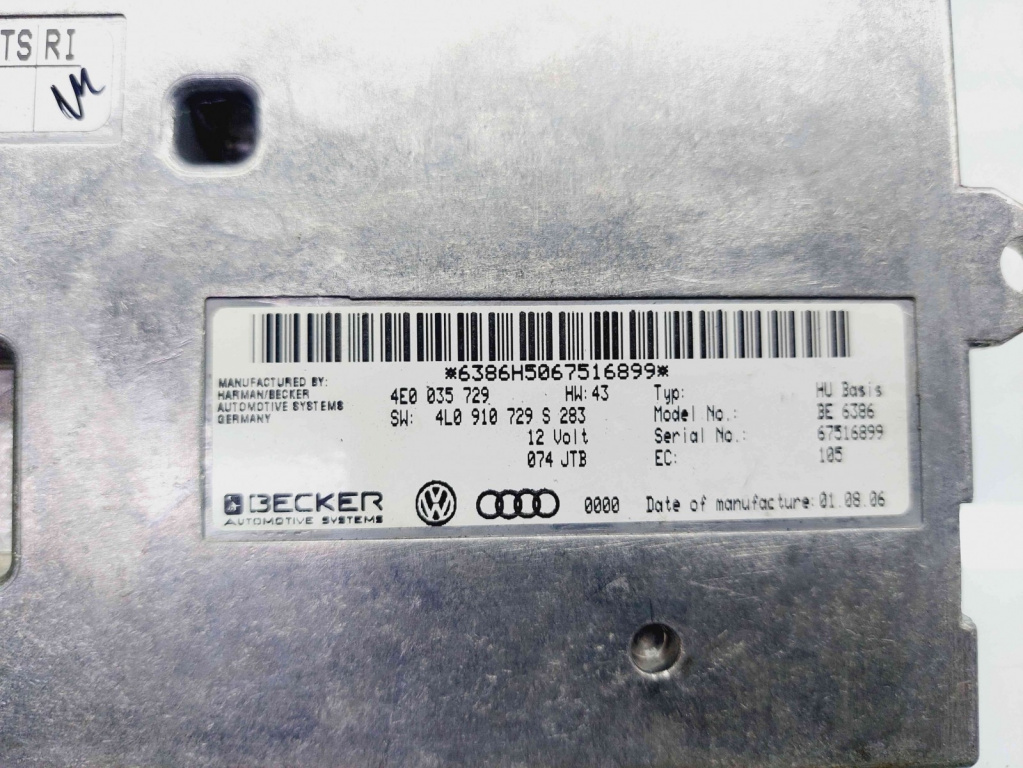 TS RI
*6386H5067516899*
MANUFACTURED BY:
HARMAN/BECKER
AUTOMOTIVE SYSTEMS
GERMANY
4E0 035 729 HW:43
SW: 4L0 910 729 S 283
12 Volt
074 JTB
Typ: HU Basis
Model No.: BE 6386
Serial No.: 67516899
EC: 105
BECKER
AUTOMOTIVE SYSTEMS
0000 Date of manufacture: 01.08.06